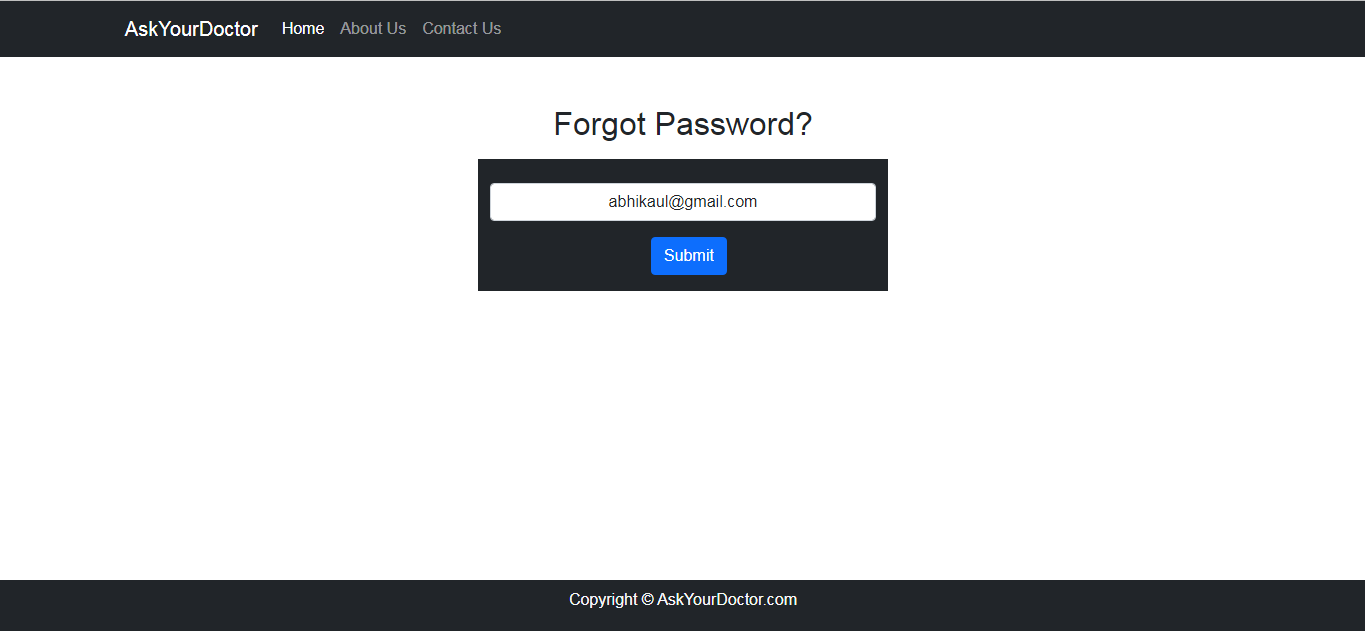 AskYourDoctor Home About Us Contact Us
Forgot Password?
abhikaul@gmail.com
Submit
Copyright © AskYourDoctor.com